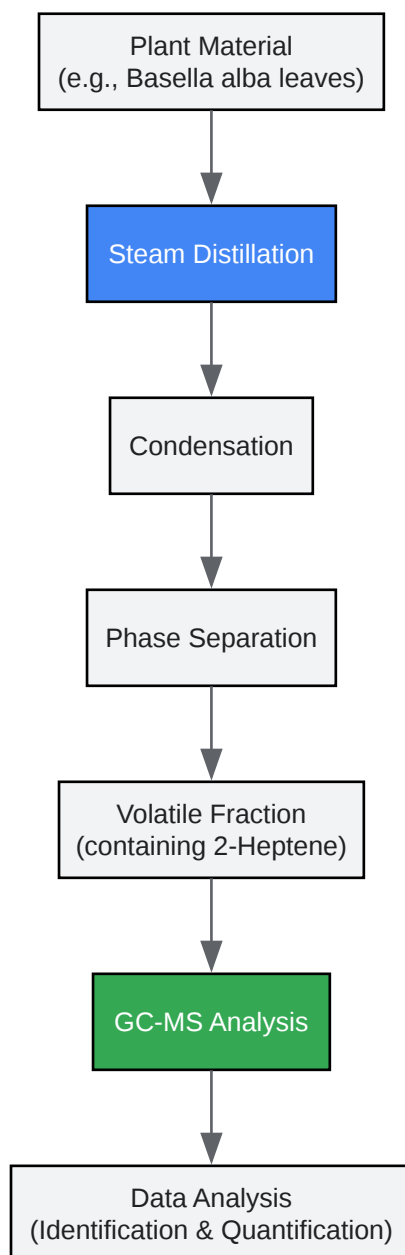 Plant Material
(e.g., Basella alba leaves)
Steam Distillation
Condensation
Phase Separation
Volatile Fraction
(containing 2-Heptene)
GC-MS Analysis
Data Analysis
(Identification & Quantification)